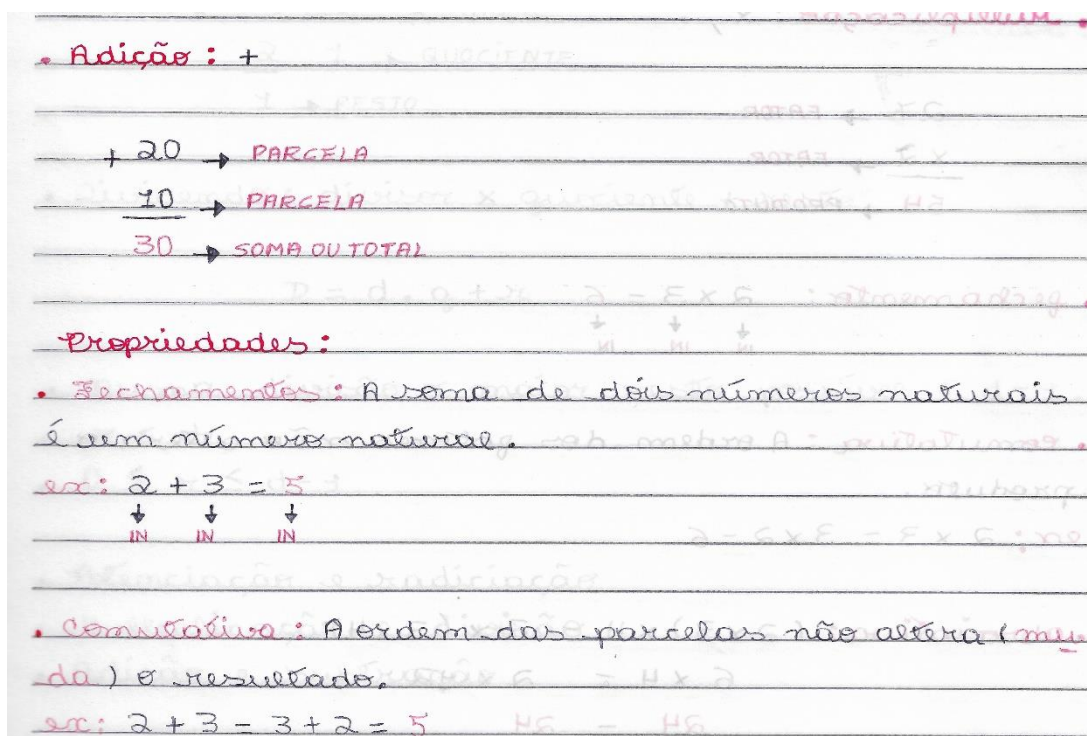 • Adição : +
+ 20 → PARCELA
10 → PARCELA
30 → SOMA OU TOTAL
Propriedades:
• Fechamentos: A soma de dois números naturais
é um número natural.
ex: 2 + 3 = 5
IN IN IN
• Comutativa: A ordem das parcelas não altera (mu
da) o resultado.
ex: 2 + 3 = 3 + 2 = 5